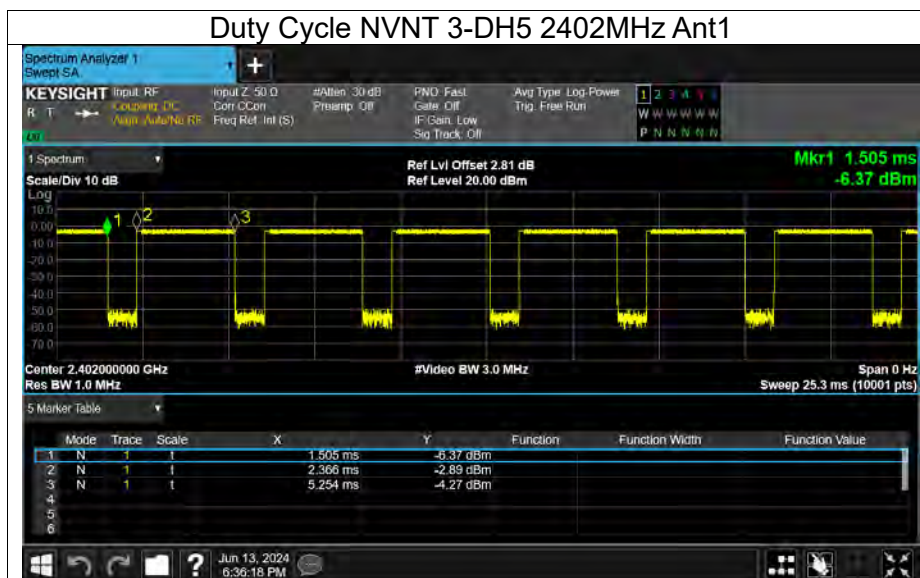 Duty Cycle NVNT 3-DH5 2402MHz Ant1
Spectrum Analyzer 1
Swept SA
+
KEYSIGHT Input: RF Input Z: 50 Ω #Atten: 30 dB PNO: Fast Avg Type: Log-Power 1 2 3 4 5 6
R T Coupling: DC Corr CCorr Preamp: Off Gate: Off Trig: Free Run W W W W W W
Align: Auto/No RF Freq Ref: Int (S) IF Gain: Low P N N N N N
Sig Track: Off
1 Spectrum
Scale/Div 10 dB Ref Lvl Offset 2.81 dB Mkr1 1.505 ms
Ref Level 20.00 dBm -6.37 dBm
Log
10.0
0.00
-10.0
-20.0
-30.0
-40.0
-50.0
-60.0
-70.0
1 2 3
Center 2.402000000 GHz #Video BW 3.0 MHz Span 0 Hz
Res BW 1.0 MHz Sweep 25.3 ms (10001 pts)
5 Marker Table
Mode Trace Scale X Y Function Function Width Function Value
1 N 1 t 1.505 ms -6.37 dBm
2 N 1 t 2.366 ms -2.89 dBm
3 N 1 t 5.254 ms -4.27 dBm
4
5
6
? Jun 13, 2024
6:36:18 PM